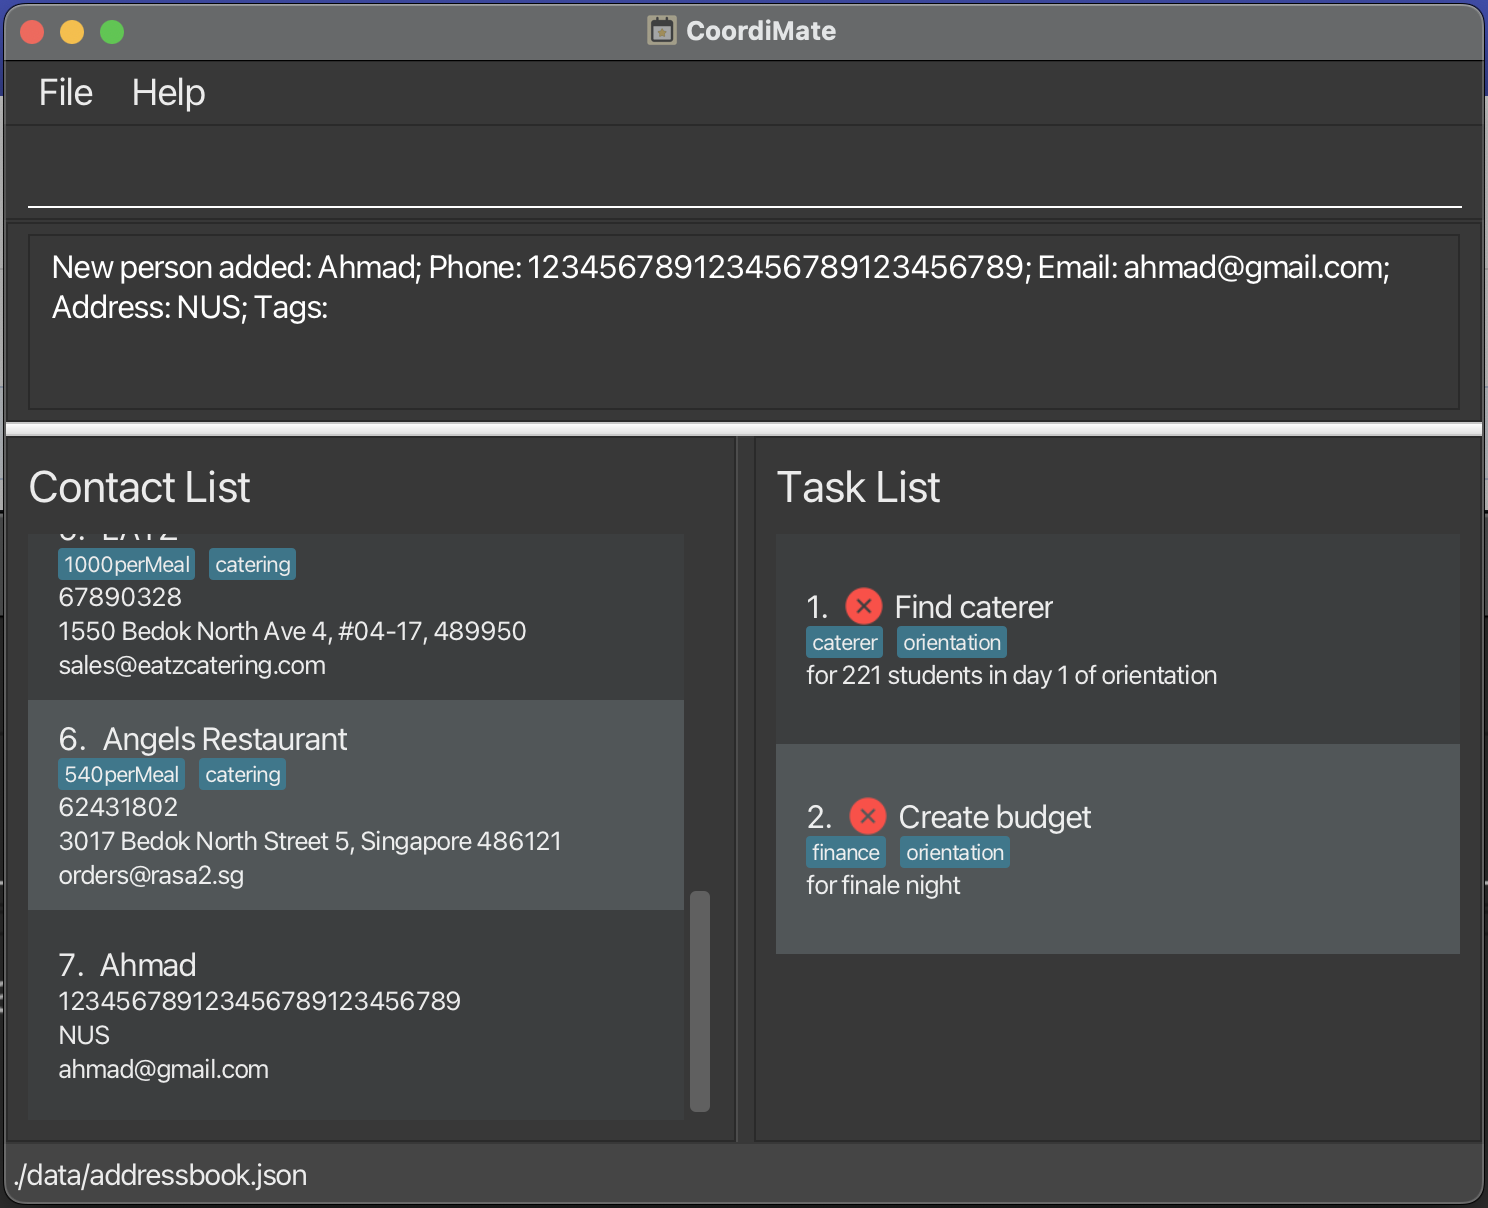 CoordiMate
File Help
New person added: Ahmad; Phone: 123456789123456789123456789; Email: ahmad@gmail.com;
Address: NUS; Tags:
Contact List
1000perMeal catering
67890328
1550 Bedok North Ave 4, #04-17, 489950
sales@eatzcatering.com
6. Angels Restaurant
540perMeal catering
62431802
3017 Bedok North Street 5, Singapore 486121
orders@rasa2.sg
7. Ahmad
123456789123456789123456789
NUS
ahmad@gmail.com
Task List
1. Find caterer
caterer orientation
for 221 students in day 1 of orientation
2. Create budget
finance orientation
for finale night
./data/addressbook.json